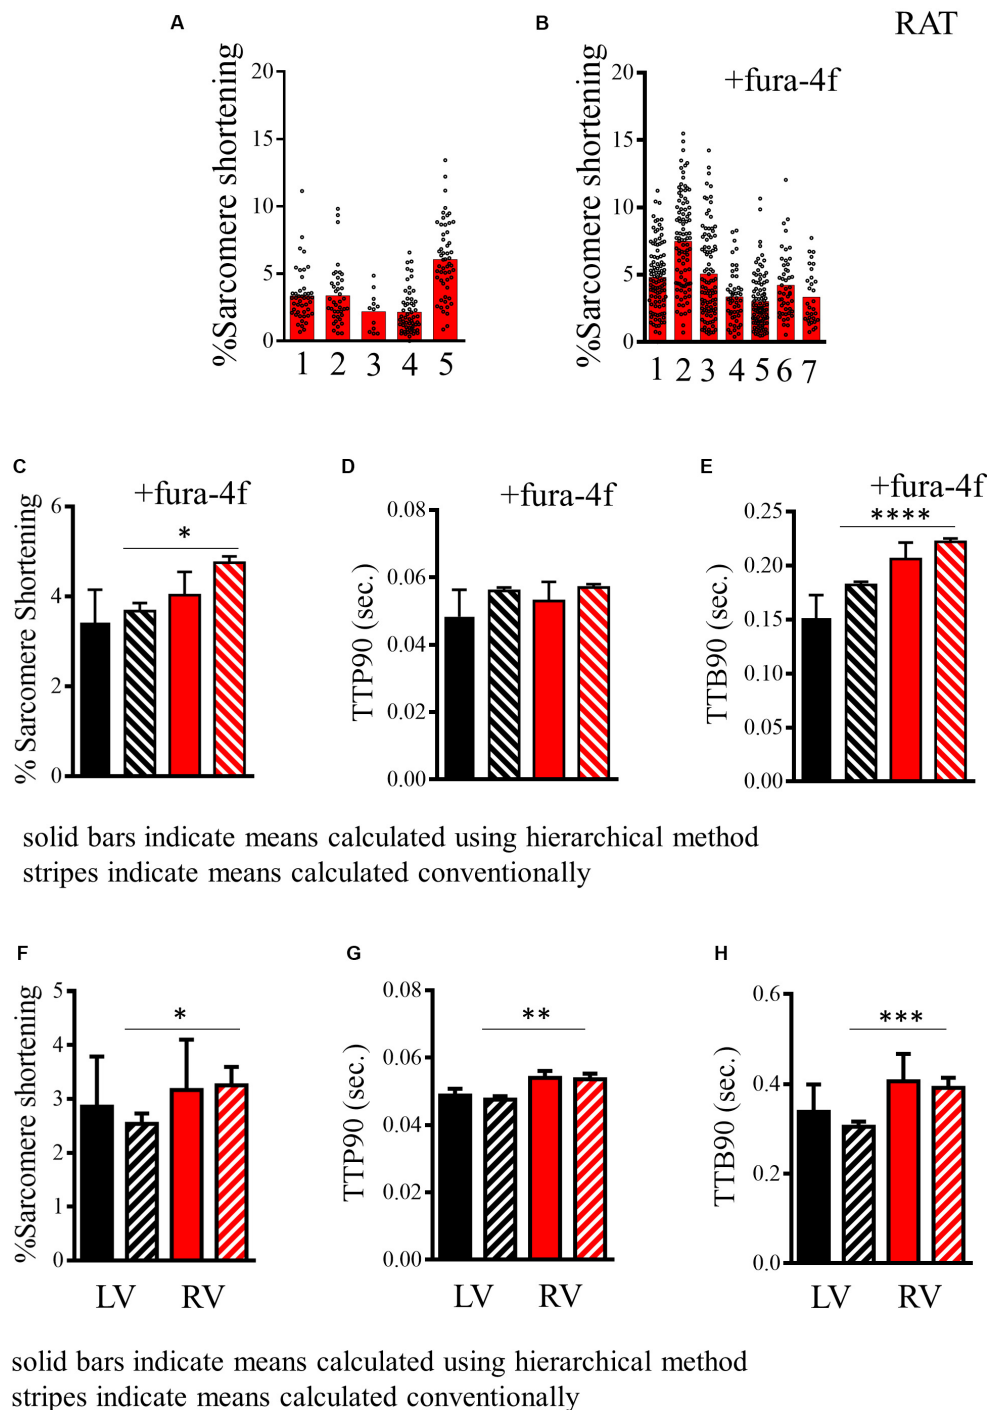 A
B
RAT
%Sarcomere shortening
20
15
10
5
0
1 2 3 4 5
%Sarcomere shortening
+fura-4f
20
15
10
5
0
1 2 3 4 5 6 7
C
D
E
+fura-4f
% Sarcomere Shortening
6
4
2
0
*
+fura-4f
TTP90 (sec.)
0.08
0.06
0.04
0.02
0.00
+fura-4f
TTB90 (sec.)
0.25
0.20
0.15
0.10
0.05
0.00
****
solid bars indicate means calculated using hierarchical method
stripes indicate means calculated conventionally
F
G
H
%Sarcomere shortening
5
4
3
2
1
0
*
LV RV
TTP90 (sec.)
0.08
0.06
0.04
0.02
0.00
**
LV RV
TTB90 (sec.)
0.6
0.4
0.2
0.0
***
LV RV
solid bars indicate means calculated using hierarchical method
stripes indicate means calculated conventionally